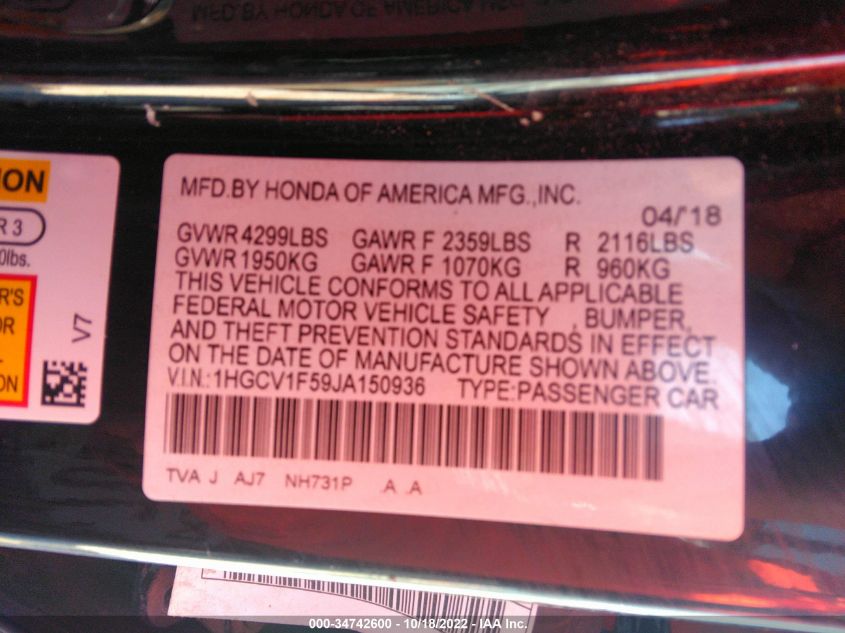 MFD.BY HONDA OF AMERICA MFG.,INC.
04/'18
GVWR 4299LBS GAWR F 2359LBS R 2116LBS
GVWR 1950KG GAWR F 1070KG R 960KG
THIS VEHICLE CONFORMS TO ALL APPLICABLE
FEDERAL MOTOR VEHICLE SAFETY , BUMPER,
AND THEFT PREVENTION STANDARDS IN EFFECT
ON THE DATE OF MANUFACTURE SHOWN ABOVE.
V.I.N.:1HGCV1F59JA150936 TYPE:PASSENGER CAR
TVA J AJ7 NH731P .A .A
ION
R 3
0lbs.
R'S
OR
L-
ION
V7
000-34742600 - 10/18/2022 - IAA Inc.